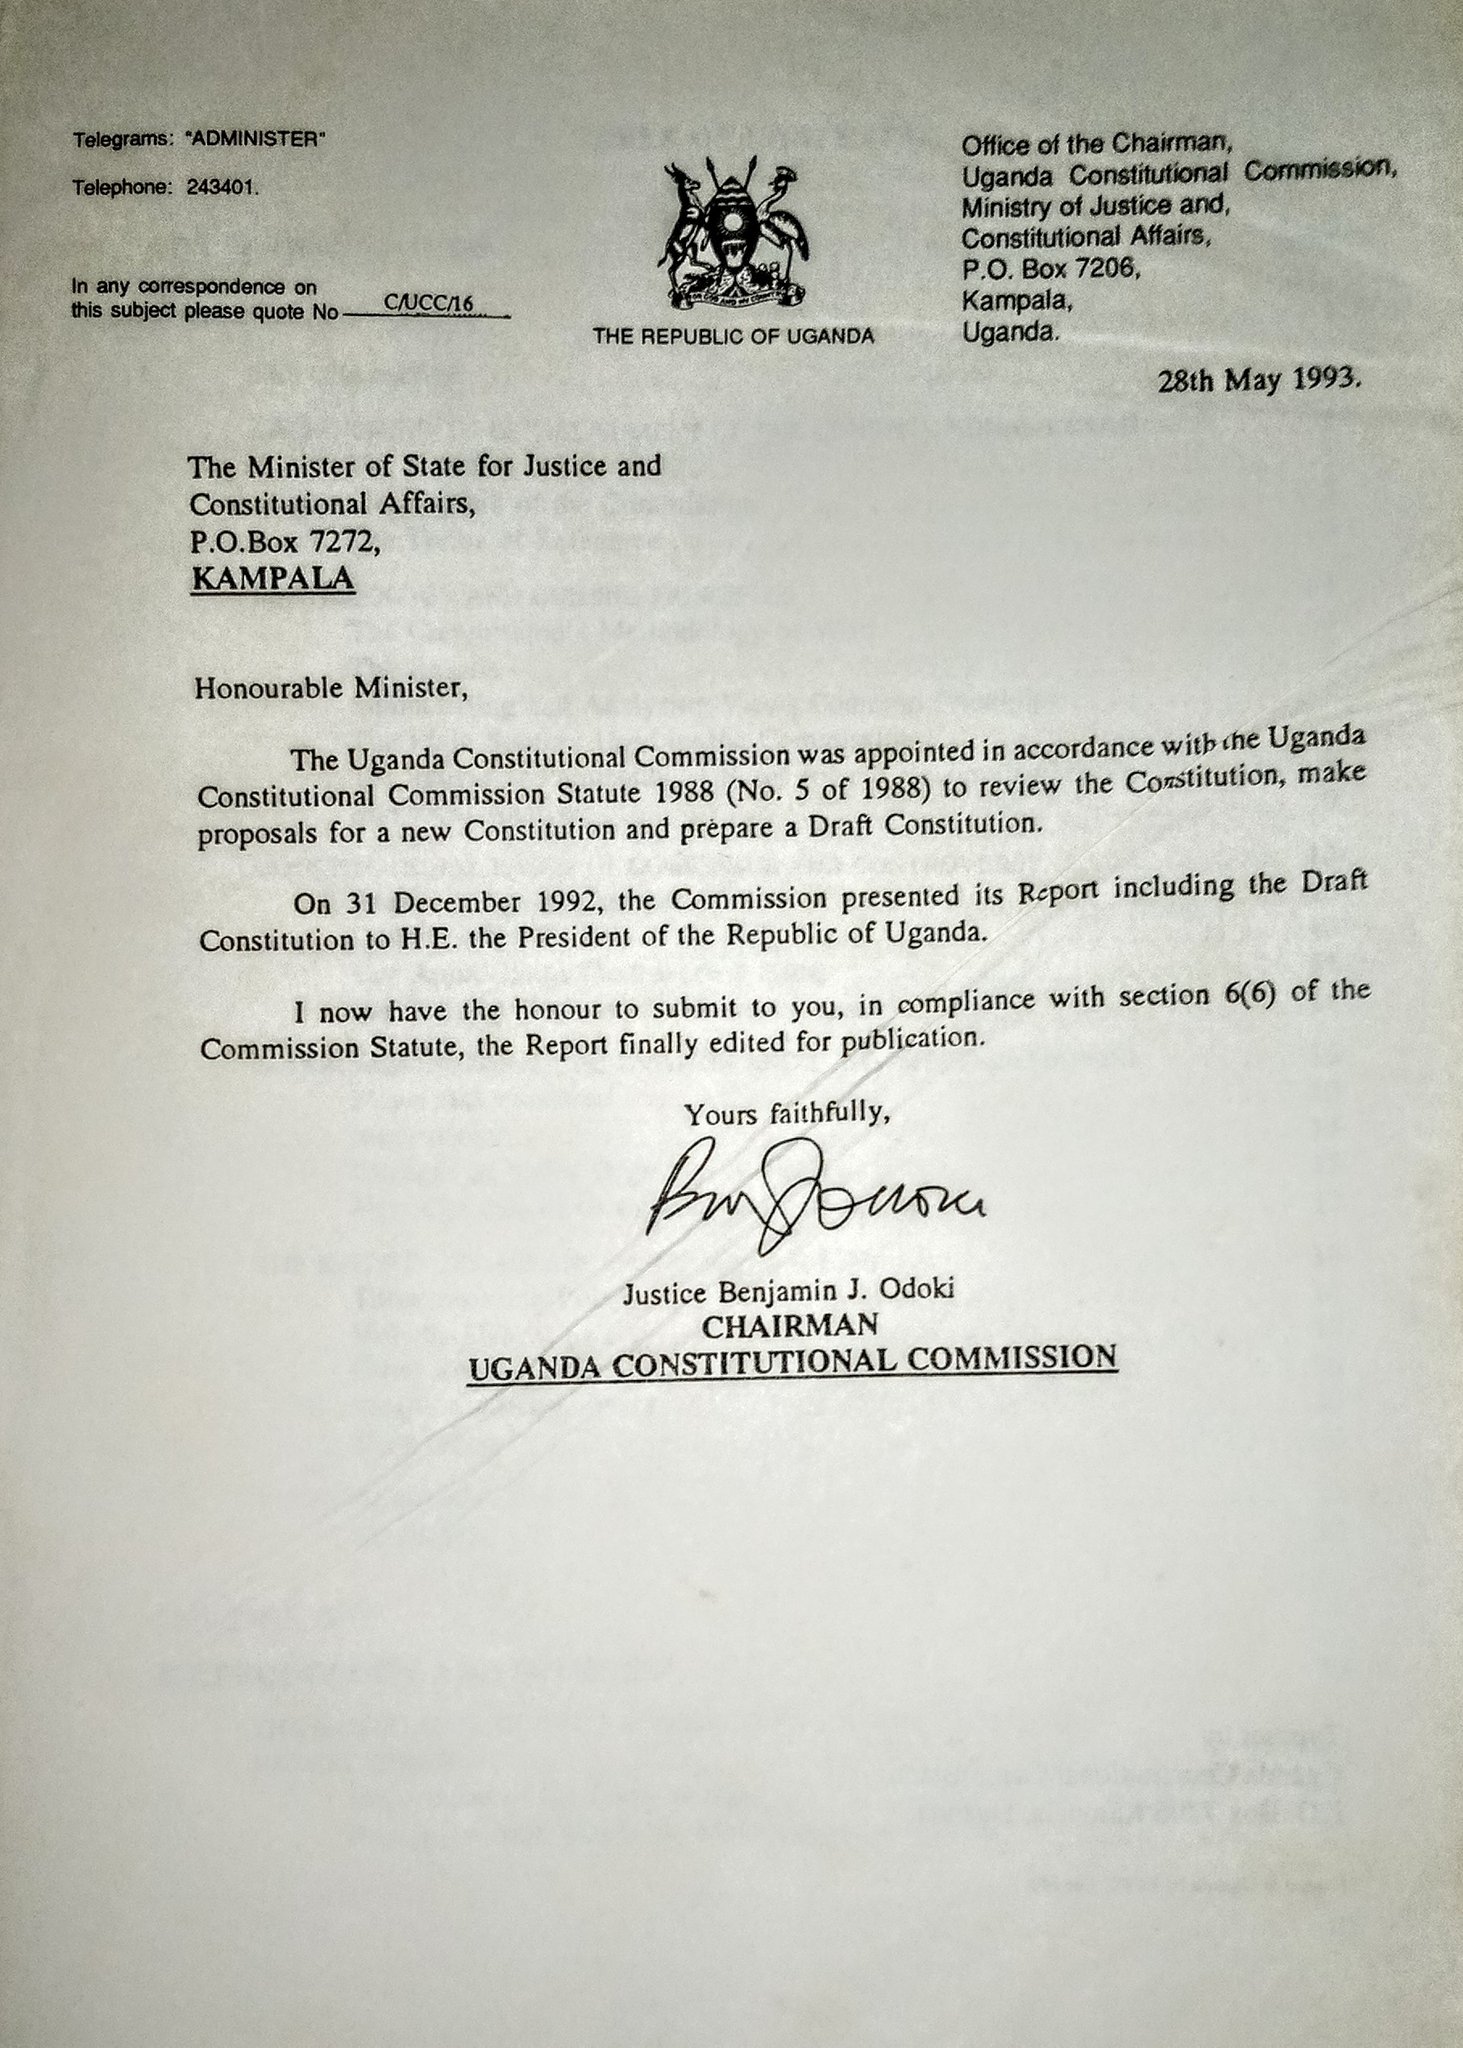 Telegrams: "ADMINISTER"
Telephone: 243401.
In any correspondence on
this subject please quote No C/UCC/16
FOR GOD AND MY COUNTRY
THE REPUBLIC OF UGANDA
Office of the Chairman,
Uganda Constitutional Commission,
Ministry of Justice and,
Constitutional Affairs,
P.O. Box 7206,
Kampala,
Uganda.
28th May 1993.
The Minister of State for Justice and
Constitutional Affairs,
P.O.Box 7272,
KAMPALA
Honourable Minister,
The Uganda Constitutional Commission was appointed in accordance with the Uganda
Constitutional Commission Statute 1988 (No. 5 of 1988) to review the Constitution, make
proposals for a new Constitution and prepare a Draft Constitution.
On 31 December 1992, the Commission presented its Report including the Draft
Constitution to H.E. the President of the Republic of Uganda.
I now have the honour to submit to you, in compliance with section 6(6) of the
Commission Statute, the Report finally edited for publication.
Yours faithfully,
Justice Benjamin J. Odoki
CHAIRMAN
UGANDA CONSTITUTIONAL COMMISSION